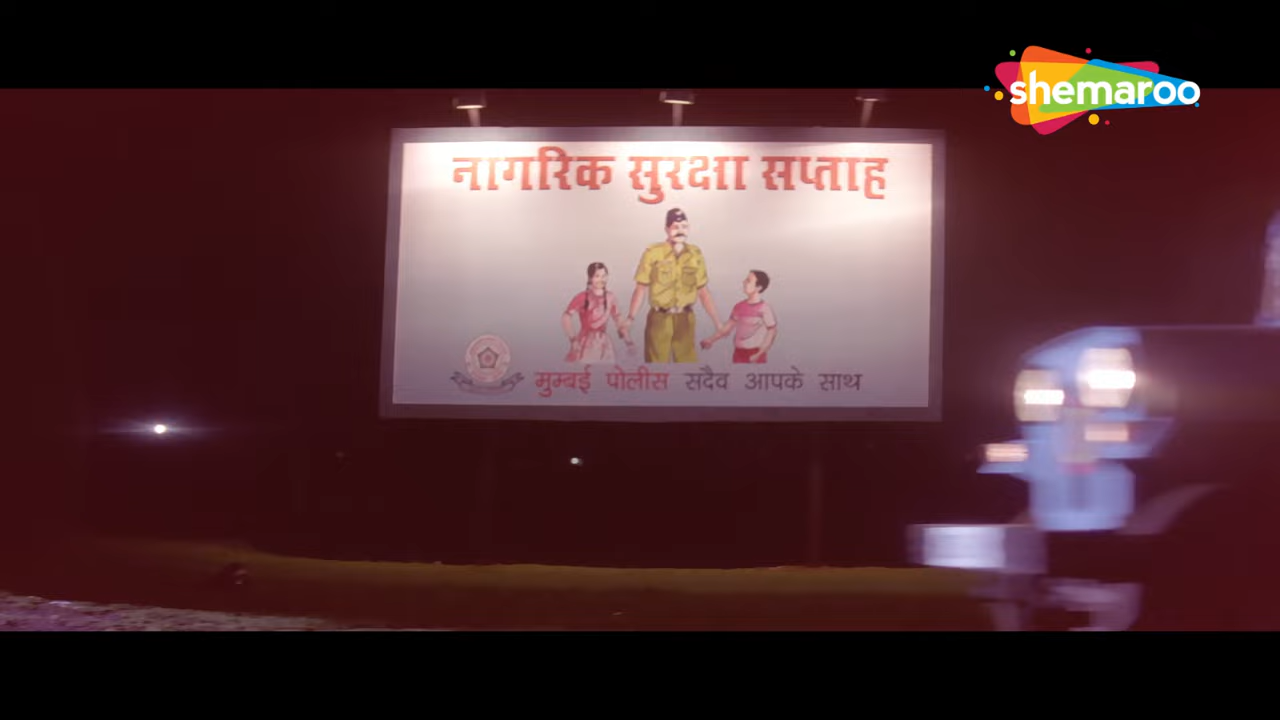 shemaroo
नागरिक सुरक्षा सप्ताह
मुम्बई पोलीस सदैव आपके साथ